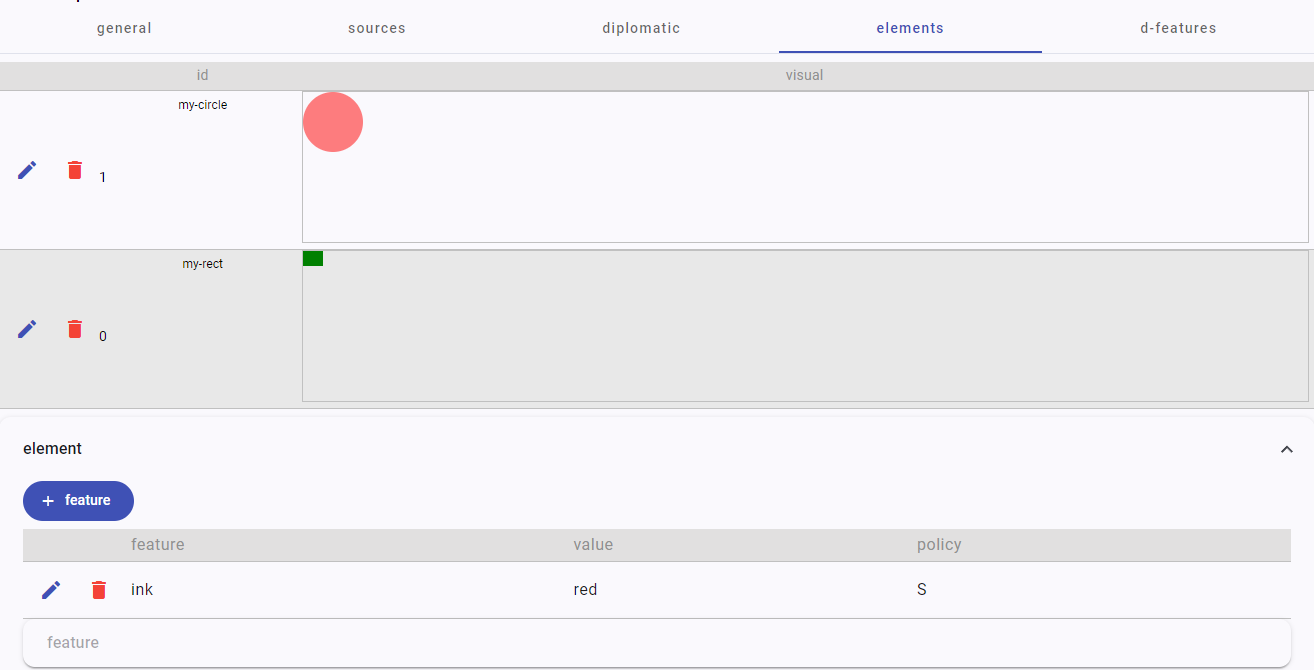 general sources diplomatic elements d-features
id visual
my-circle
1
my-rect
0
element
+ feature
feature value policy
ink red S
feature